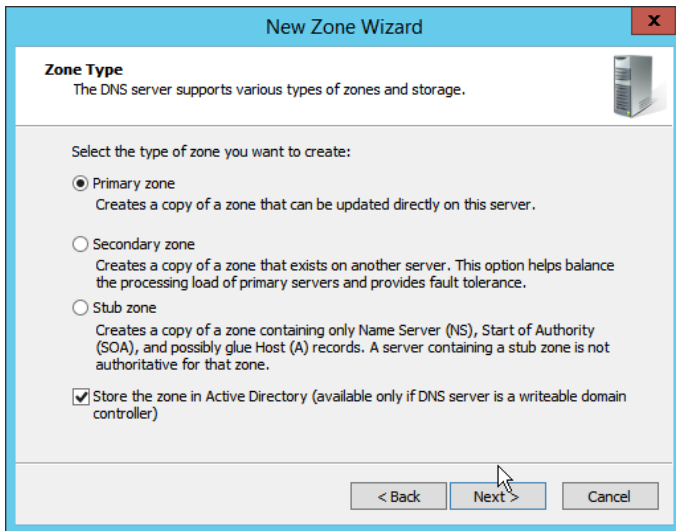 New Zone Wizard
x
Zone Type
The DNS server supports various types of zones and storage.
Select the type of zone you want to create:
Primary zone
Creates a copy of a zone that can be updated directly on this server.
Secondary zone
Creates a copy of a zone that exists on another server. This option helps balance
the processing load of primary servers and provides fault tolerance.
Stub zone
Creates a copy of a zone containing only Name Server (NS), Start of Authority
(SOA), and possibly glue Host (A) records. A server containing a stub zone is not
authoritative for that zone.
Store the zone in Active Directory (available only if DNS server is a writeable domain
controller)
< Back Next > Cancel